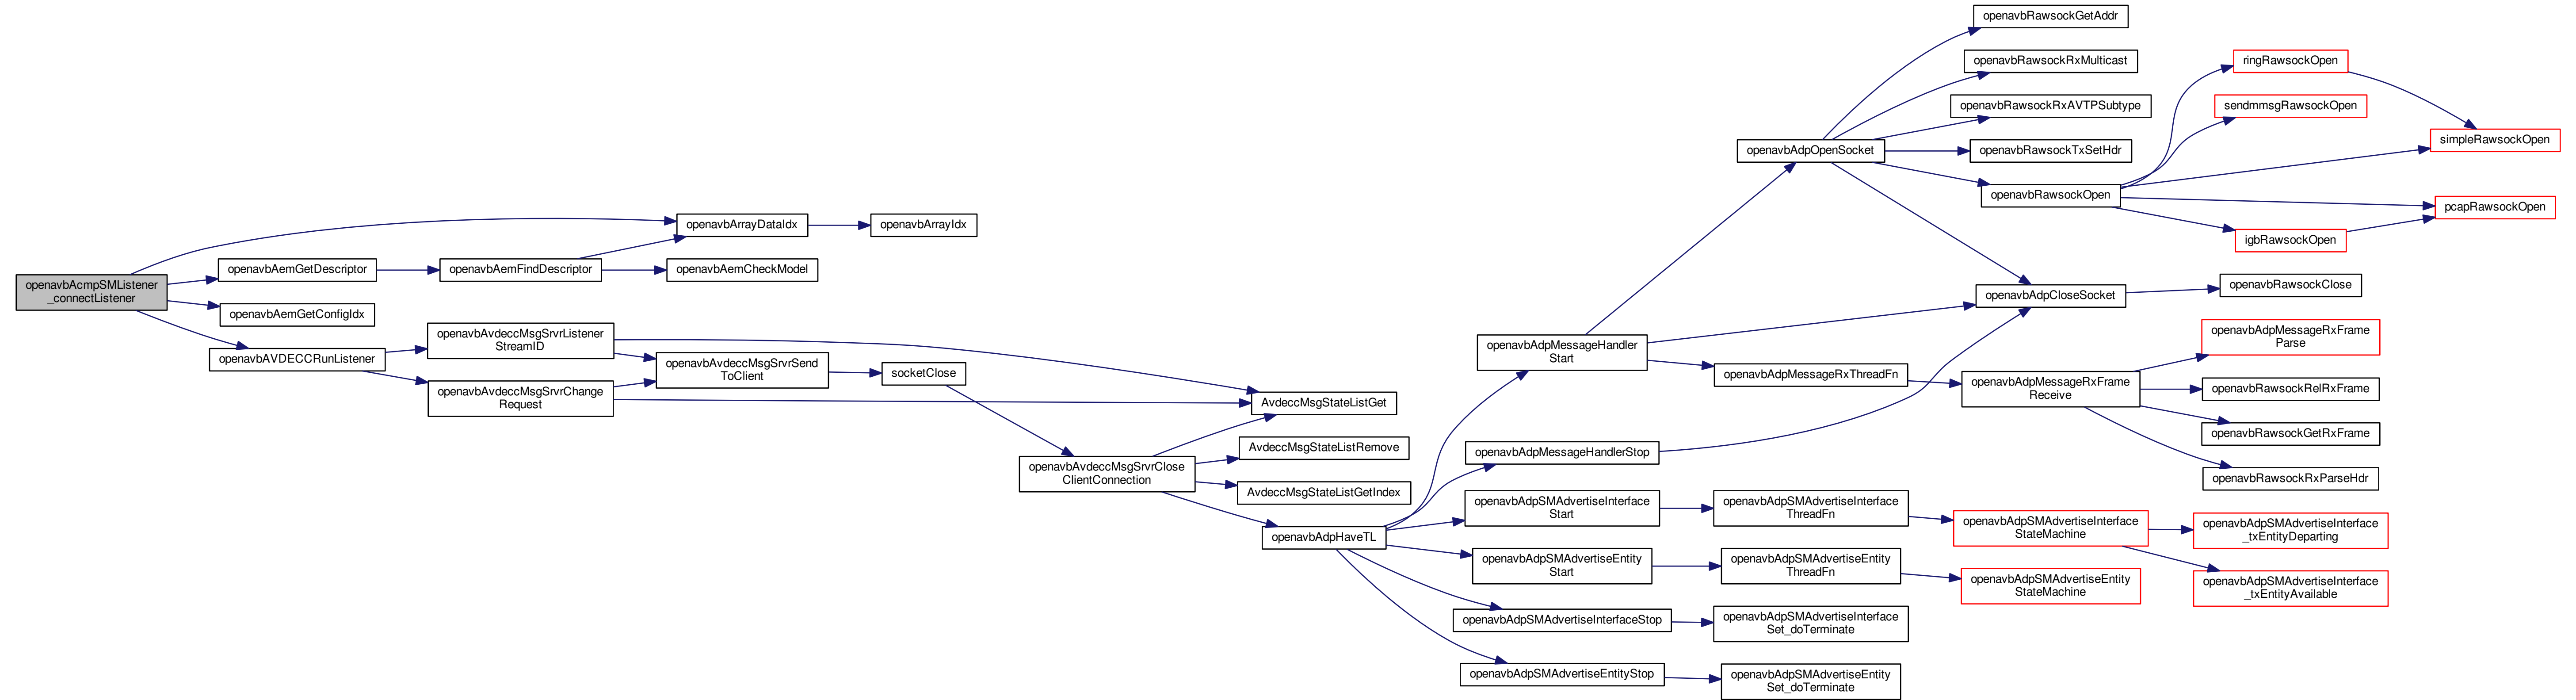 openavbAcmpSMListener
_connectListener
openavbArrayDataIdx
openavbArrayIdx
openavbAemGetDescriptor
openavbAemFindDescriptor
openavbAemCheckModel
openavbAemGetConfigIdx
openavbAVDECCRunListener
openavbAvdeccMsgSrvrListener
StreamID
openavbAvdeccMsgSrvrChange
Request
openavbAvdeccMsgSrvrSend
ToClient
socketClose
openavbAvdeccMsgSrvrClose
ClientConnection
AvdeccMsgStateListGet
AvdeccMsgStateListRemove
AvdeccMsgStateListGetIndex
openavbAdpHaveTL
openavbAdpMessageHandler
Start
openavbAdpMessageHandlerStop
openavbAdpSMAdvertiseInterface
Start
openavbAdpSMAdvertiseEntity
Start
openavbAdpSMAdvertiseInterfaceStop
openavbAdpSMAdvertiseEntityStop
openavbAdpOpenSocket
openavbAdpMessageRxThreadFn
openavbAdpSMAdvertiseInterface
ThreadFn
openavbAdpSMAdvertiseEntity
ThreadFn
openavbAdpSMAdvertiseInterface
Set_doTerminate
openavbAdpSMAdvertiseEntity
Set_doTerminate
openavbRawsockGetAddr
openavbRawsockRxMulticast
openavbRawsockRxAVTPSubtype
openavbRawsockTxSetHdr
openavbRawsockOpen
openavbAdpCloseSocket
openavbAdpMessageRxFrame
Receive
openavbAdpSMAdvertiseInterface
StateMachine
openavbAdpSMAdvertiseEntity
StateMachine
ringRawsockOpen
sendmmsgRawsockOpen
simpleRawsockOpen
pcapRawsockOpen
igbRawsockOpen
openavbRawsockClose
openavbAdpMessageRxFrame
Parse
openavbRawsockRelRxFrame
openavbRawsockGetRxFrame
openavbRawsockRxParseHdr
openavbAdpSMAdvertiseInterface
_txEntityDeparting
openavbAdpSMAdvertiseInterface
_txEntityAvailable